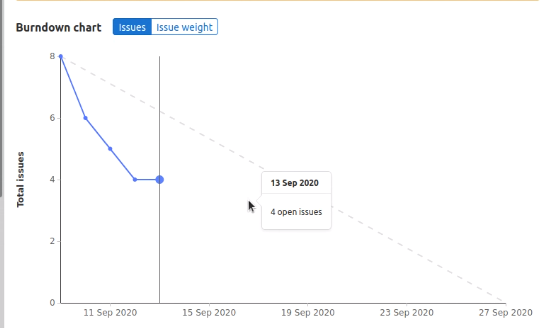 Burndown chart Issues Issue weight
8
6
4
2
0
Total issues
13 Sep 2020
4 open issues
11 Sep 2020 15 Sep 2020 19 Sep 2020 23 Sep 2020 27 Sep 2020